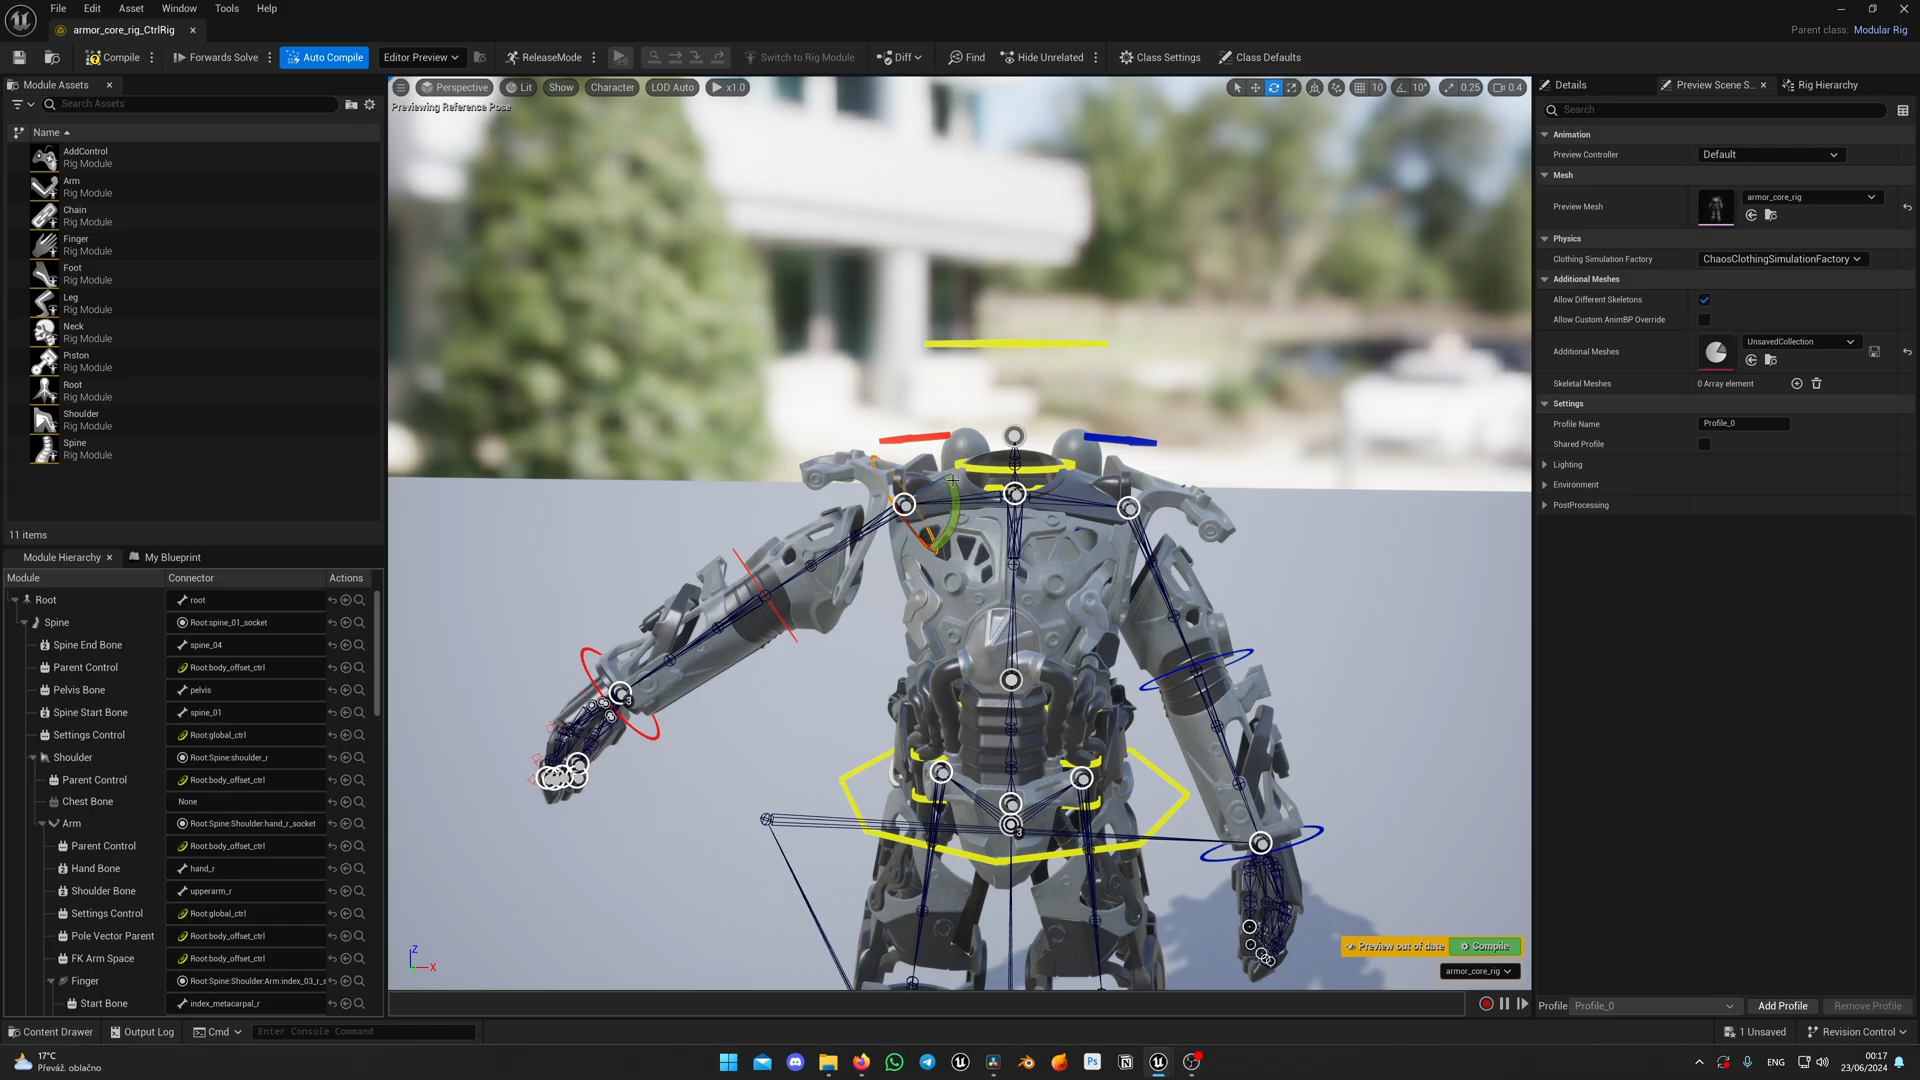 File Edit Asset Window Tools Help
armor_core_rig_CtrlRig
Parent class: Modular Rig
Compile Forwards Solve Auto Compile Editor Preview ReleaseMode Switch to Rig Module Diff Find Hide Unrelated Class Settings Class Defaults
Module Assets
Search Assets
Name
AddControl
Rig Module
Arm
Rig Module
Chain
Rig Module
Finger
Rig Module
Foot
Rig Module
Leg
Rig Module
Neck
Rig Module
Piston
Rig Module
Root
Rig Module
Shoulder
Rig Module
Spine
Rig Module
11 items
Module Hierarchy My Blueprint
Module Connector Actions
Root root
Spine Root:spine_01_socket
Spine End Bone spine_04
Parent Control Root:body_offset_ctrl
Pelvis Bone pelvis
Spine Start Bone spine_01
Settings Control Root:global_ctrl
Shoulder Root:Spine:shoulder_r
Parent Control Root:body_offset_ctrl
Chest Bone None
Arm Root:Spine:Shoulder:hand_r_socket
Parent Control Root:body_offset_ctrl
Hand Bone hand_r
Shoulder Bone upperarm_r
Settings Control Root:global_ctrl
Pole Vector Parent Root:body_offset_ctrl
FK Arm Space Root:body_offset_ctrl
Finger Root:Spine:Shoulder:Arm:index_03_r_s
Start Bone index_metacarpal_r
Perspective Lit Show Character LOD Auto x1.0 10 10° 0.25 0.4
Previewing Reference Pose
3
3
Z
X
Preview out of date Compile
armor_core_rig
Details Preview Scene S... Rig Hierarchy
Search
Animation
Preview Controller Default
Mesh
Preview Mesh armor_core_rig
Physics
Clothing Simulation Factory ChaosClothingSimulationFactory
Additional Meshes
Allow Different Skeletons
Allow Custom AnimBP Override
Additional Meshes UnsavedCollection
Skeletal Meshes 0 Array element
Settings
Profile Name Profile_0
Shared Profile
Lighting
Environment
PostProcessing
Profile Profile_0 Add Profile Remove Profile
Content Drawer Output Log Cmd Enter Console Command 1 Unsaved Revision Control
17°C
Převáž. oblačno
Ps
ENG
00:17
23/06/2024